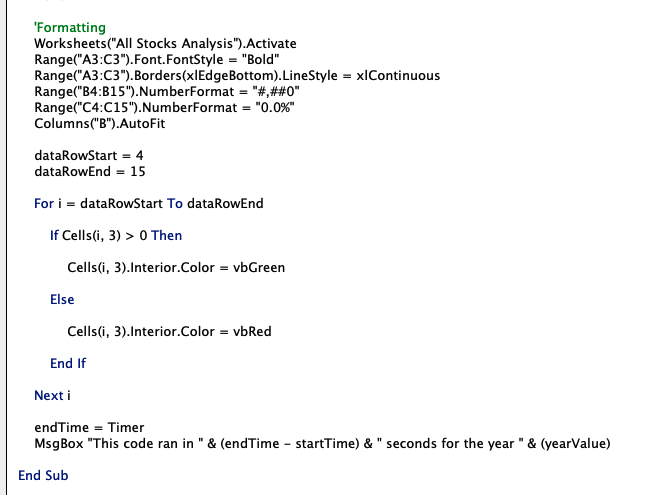 'Formatting
Worksheets("All Stocks Analysis").Activate
Range("A3:C3").Font.FontStyle = "Bold"
Range("A3:C3").Borders(xlEdgeBottom).LineStyle = xlContinuous
Range("B4:B15").NumberFormat = "#,##0"
Range("C4:C15").NumberFormat = "0.0%"
Columns("B").AutoFit
dataRowStart = 4
dataRowEnd = 15
For i = dataRowStart To dataRowEnd
If Cells(i, 3) > 0 Then
Cells(i, 3).Interior.Color = vbGreen
Else
Cells(i, 3).Interior.Color = vbRed
End If
Next i
endTime = Timer
MsgBox "This code ran in " & (endTime - startTime) & " seconds for the year " & (yearValue)
End Sub